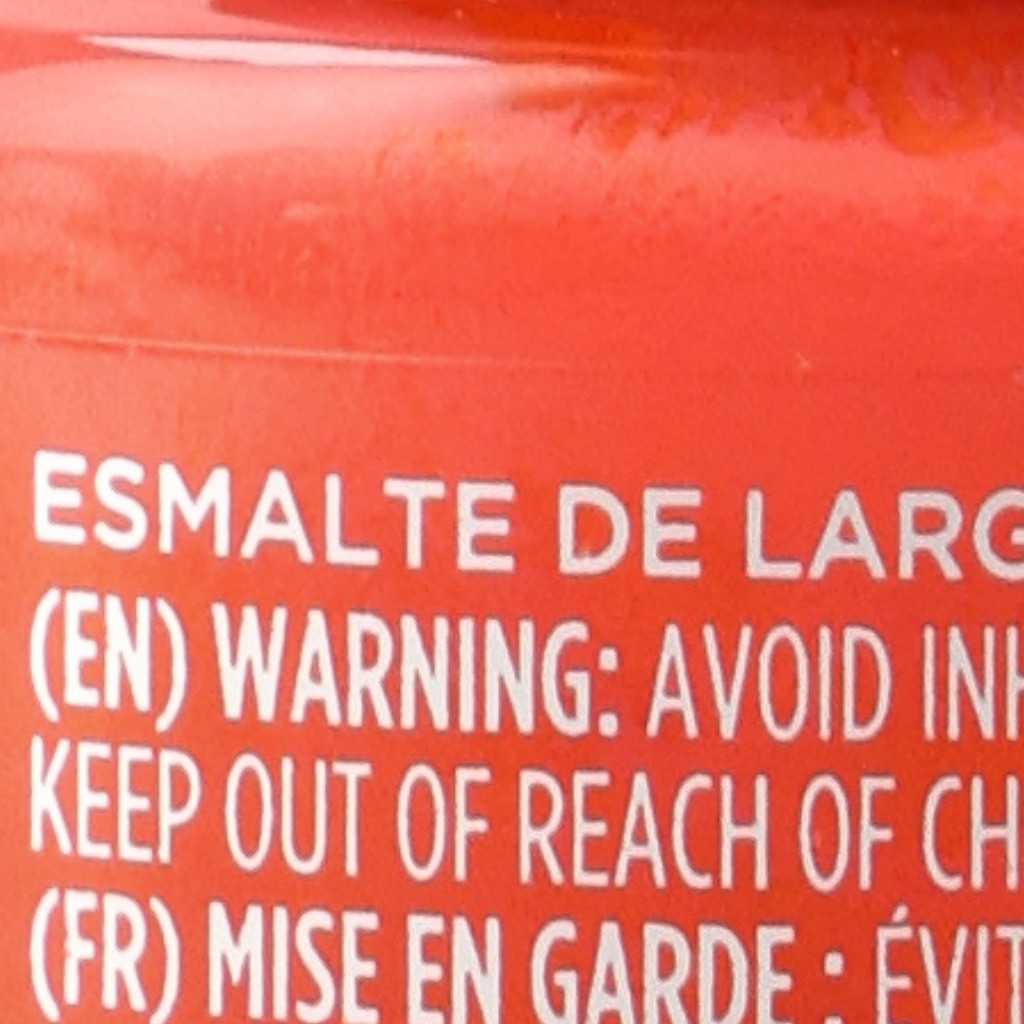 ESMALTE DE LARG
(EN) WARNING: AVOID INH
KEEP OUT OF REACH OF CH
(FR) MISE EN GARDE : ÉVIT